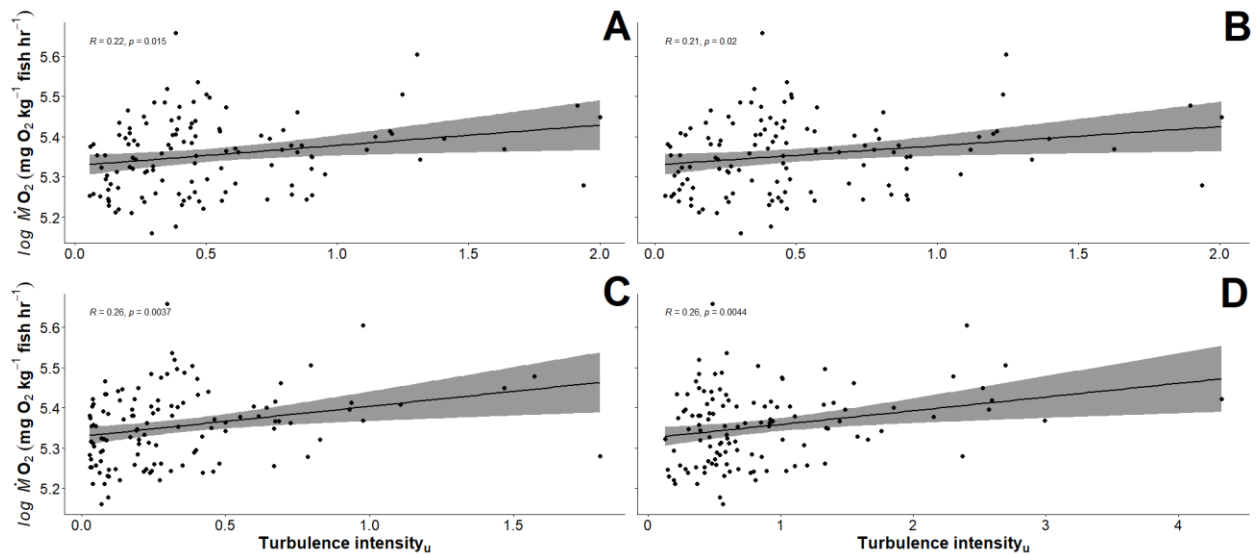 A
B
R = 0.22, p = 0.015
R = 0.21, p = 0.02
log ṀO₂ (mg O₂ kg⁻¹ fish hr⁻¹)
5.6
5.5
5.4
5.3
5.2
0.0 0.5 1.0 1.5 2.0
0.0 0.5 1.0 1.5 2.0
C
D
R = 0.26, p = 0.0037
R = 0.26, p = 0.0044
log ṀO₂ (mg O₂ kg⁻¹ fish hr⁻¹)
5.6
5.5
5.4
5.3
5.2
0.0 0.5 1.0 1.5
0 1 2 3 4
Turbulence intensityᵤ
Turbulence intensityᵤ